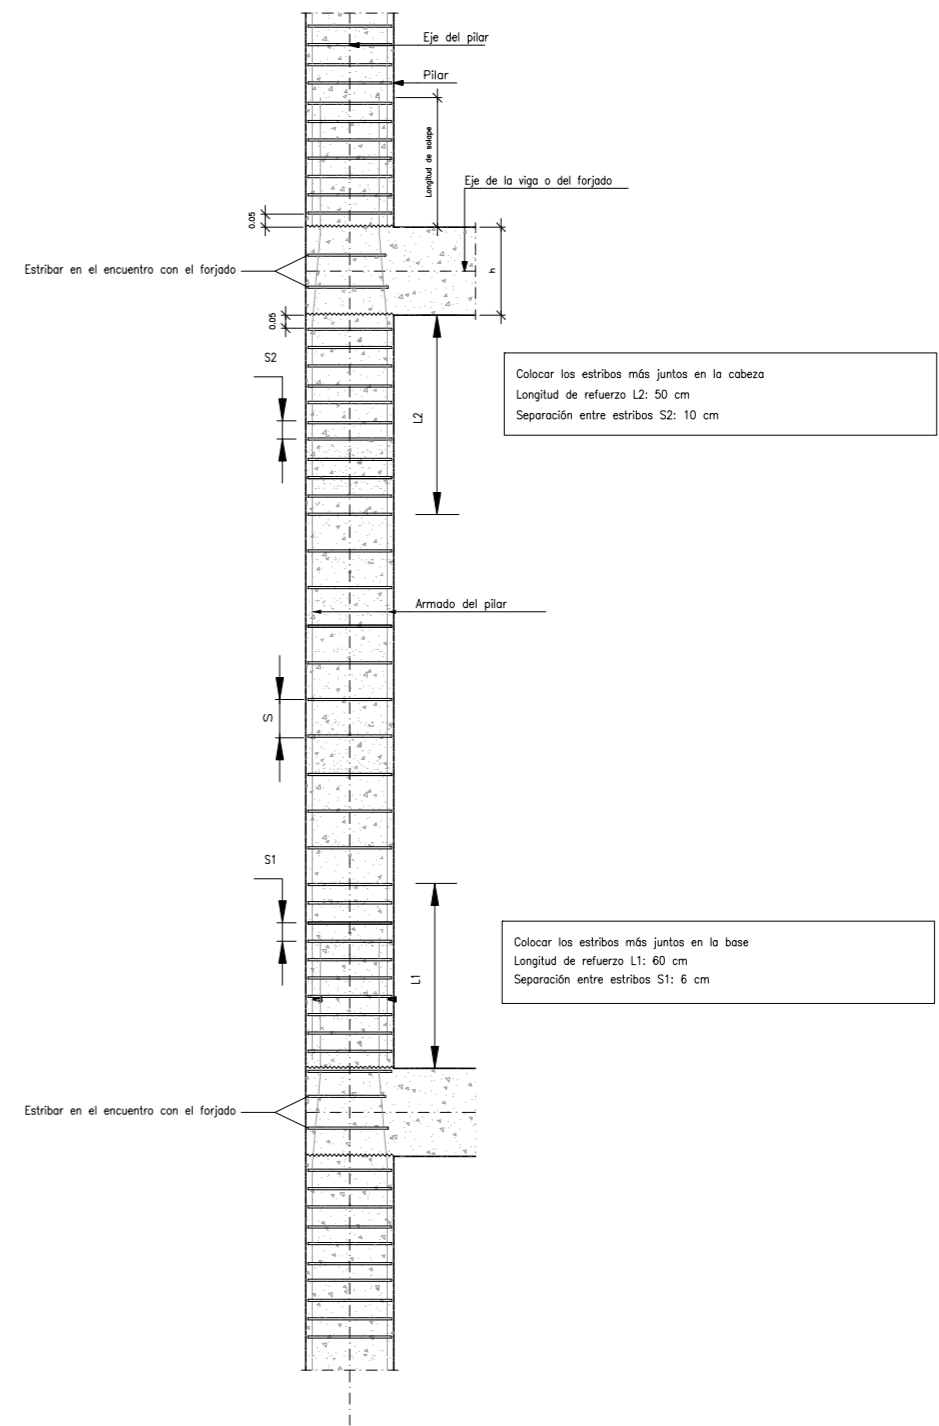 Eje del pilar
Pilar
Longitud de solape
Eje de la viga o del forjado
0.05
Estribar en el encuentro con el forjado
h
0.05
S2
Colocar los estribos más juntos en la cabeza
Longitud de refuerzo L2: 50 cm
Separación entre estribos S2: 10 cm
L2
Armado del pilar
S
S1
Colocar los estribos más juntos en la base
Longitud de refuerzo L1: 60 cm
Separación entre estribos S1: 6 cm
L1
Estribar en el encuentro con el forjado